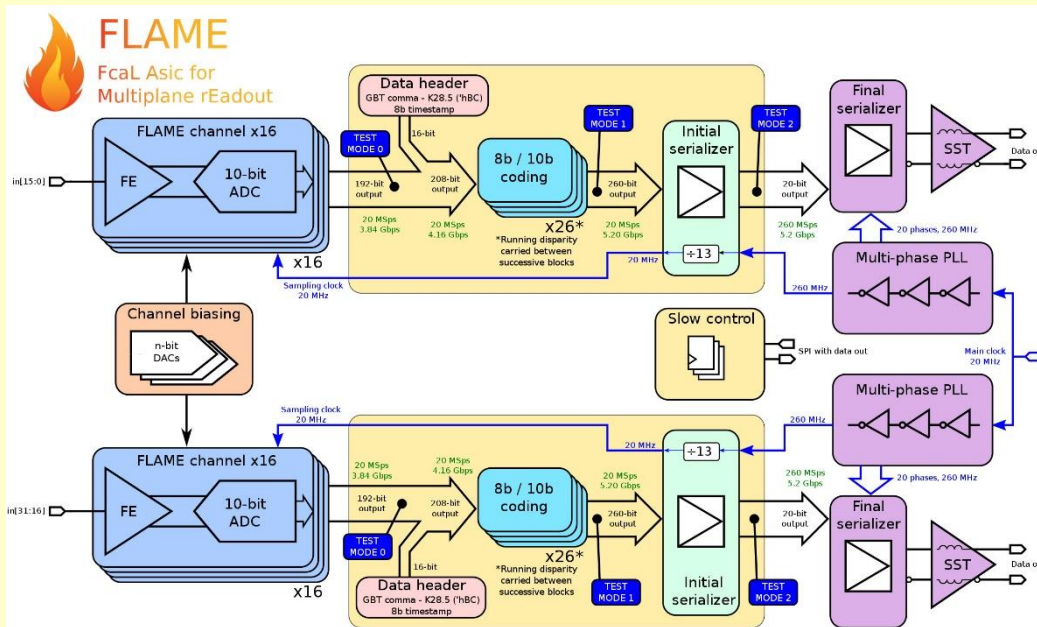 FLAME
FcaL Asic for
Multiplane rEadout
FLAME channel x16
FE
10-bit
ADC
in[15:0]
x16
Data header
GBT comma - K28.5 ('hBC)
8b timestamp
16-bit
TEST
MODE 0
192-bit
output
208-bit
output
20 MSps
3.84 Gbps
20 MSps
4.16 Gbps
8b / 10b
coding
x26*
*Running disparity
carried between
successive blocks
TEST
MODE 1
260-bit
output
20 MSps
5.20 Gbps
Initial
serializer
÷13
TEST
MODE 2
20-bit
output
260 MSps
5.2 Gbps
Final
serializer
SST
Data o
20 phases, 260 MHz
Multi-phase PLL
260 MHz
20 MHz
Sampling clock
20 MHz
Channel biasing
n-bit
DACs
Slow control
SPI with data out
Main clock
20 MHz
Multi-phase PLL
260 MHz
20 phases, 260 MHz
Sampling clock
20 MHz
20 MHz
÷13
FLAME channel x16
FE
10-bit
ADC
in[31:16]
x16
20 MSps
3.84 Gbps
20 MSps
4.16 Gbps
192-bit
output
208-bit
output
TEST
MODE 0
16-bit
Data header
GBT comma - K28.5 ('hBC)
8b timestamp
8b / 10b
coding
x26*
*Running disparity
carried between
successive blocks
20 MSps
5.20 Gbps
260-bit
output
TEST
MODE 1
Initial
serializer
260 MSps
5.2 Gbps
20-bit
output
TEST
MODE 2
Final
serializer
SST
Data o